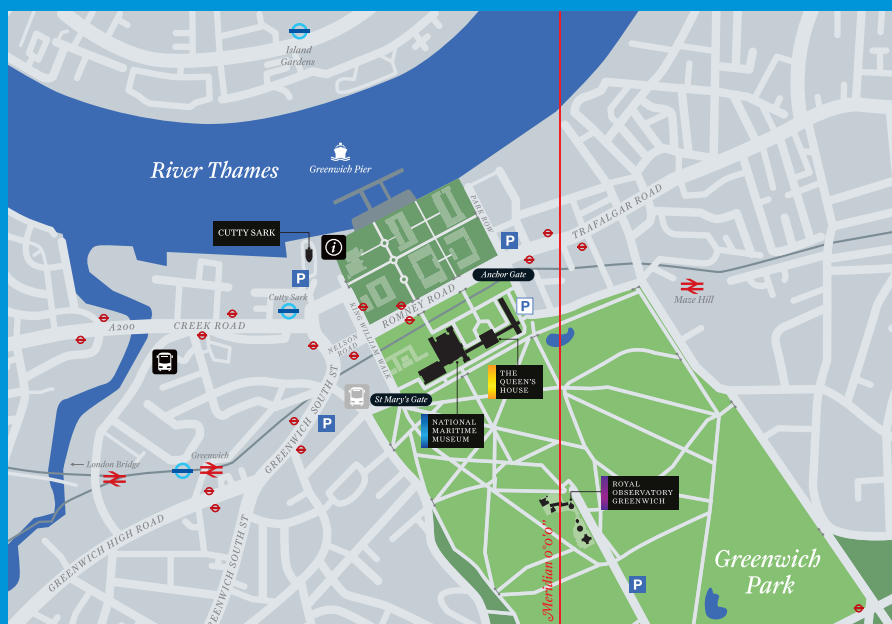 Island
Gardens
River Thames
Greenwich Pier
PARK ROW
TRAFALGAR ROAD
CUTTY SARK
i
P
Anchor Gate
P
Maze Hill
Cutty Sark
P
ROMNEY ROAD
KING WILLIAM WALK
A200
CREEK ROAD
NELSON
ROAD
THE
QUEEN'S
HOUSE
St Mary's Gate
GREENWICH SOUTH ST
P
NATIONAL
MARITIME
MUSEUM
London Bridge
Greenwich
ROYAL
OBSERVATORY
GREENWICH
GREENWICH HIGH ROAD
GREENWICH SOUTH ST
Meridian 0°0'0"
Greenwich
Park
P